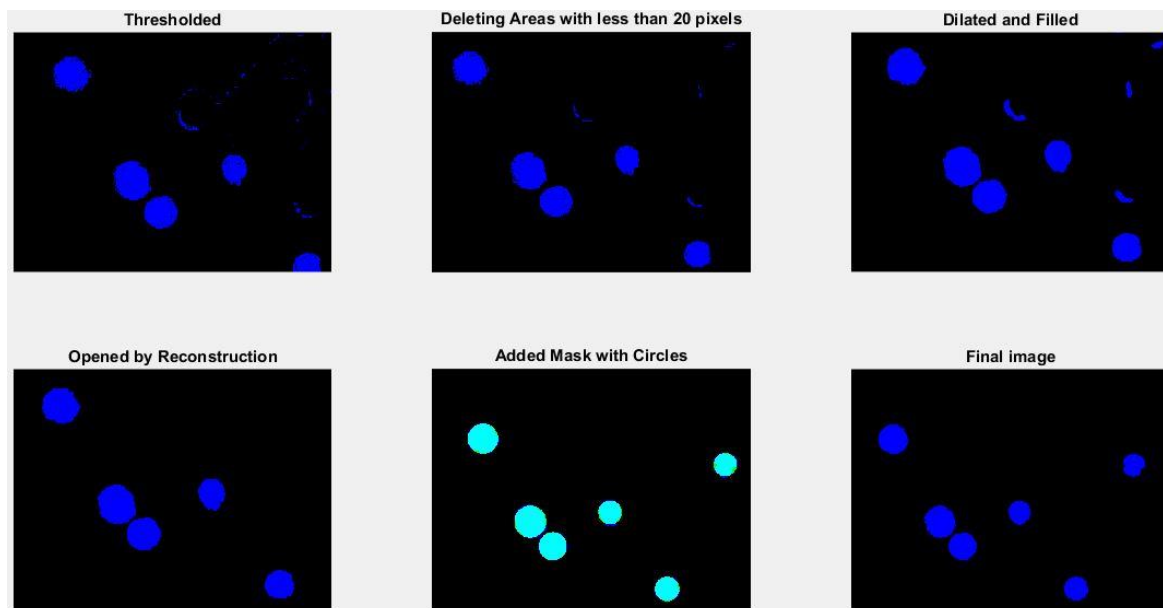 Thresholded
Deleting Areas with less than 20 pixels
Dilated and Filled
Opened by Reconstruction
Added Mask with Circles
Final image